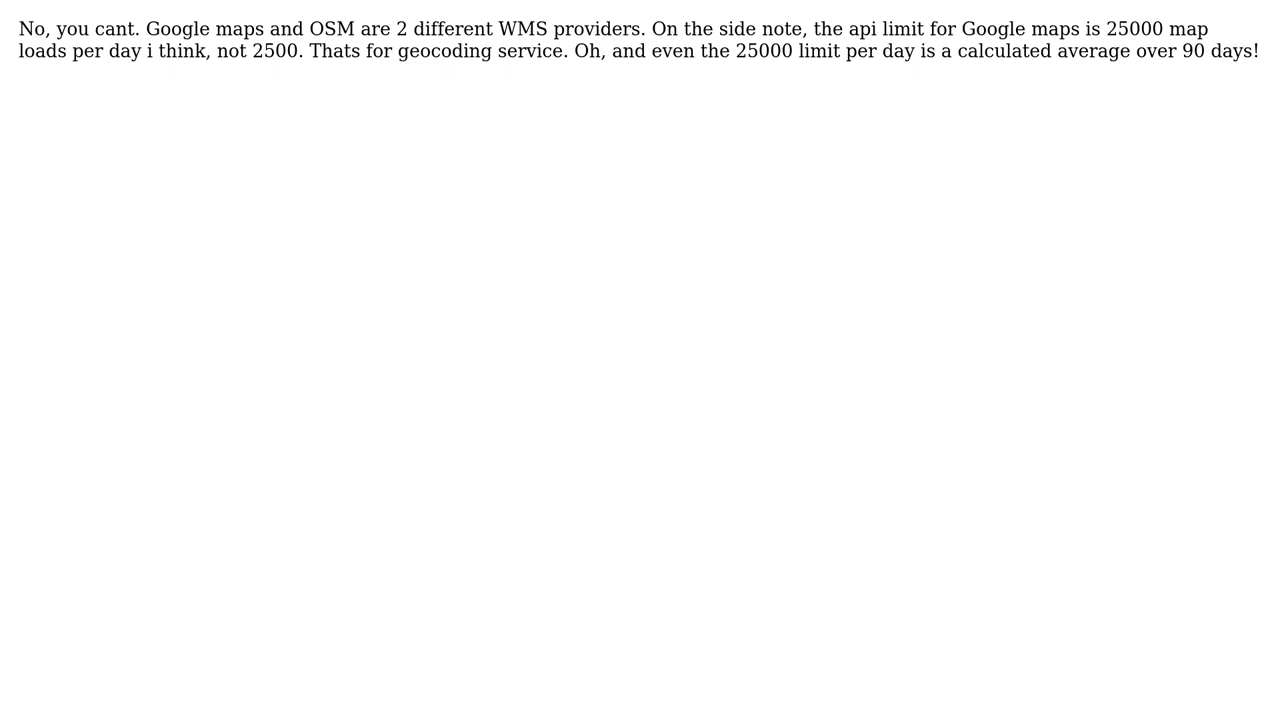 No, you cant. Google maps and OSM are 2 different WMS providers. On the side note, the api limit for Google maps is 25000 map
loads per day i think, not 2500. Thats for geocoding service. Oh, and even the 25000 limit per day is a calculated average over 90 days!